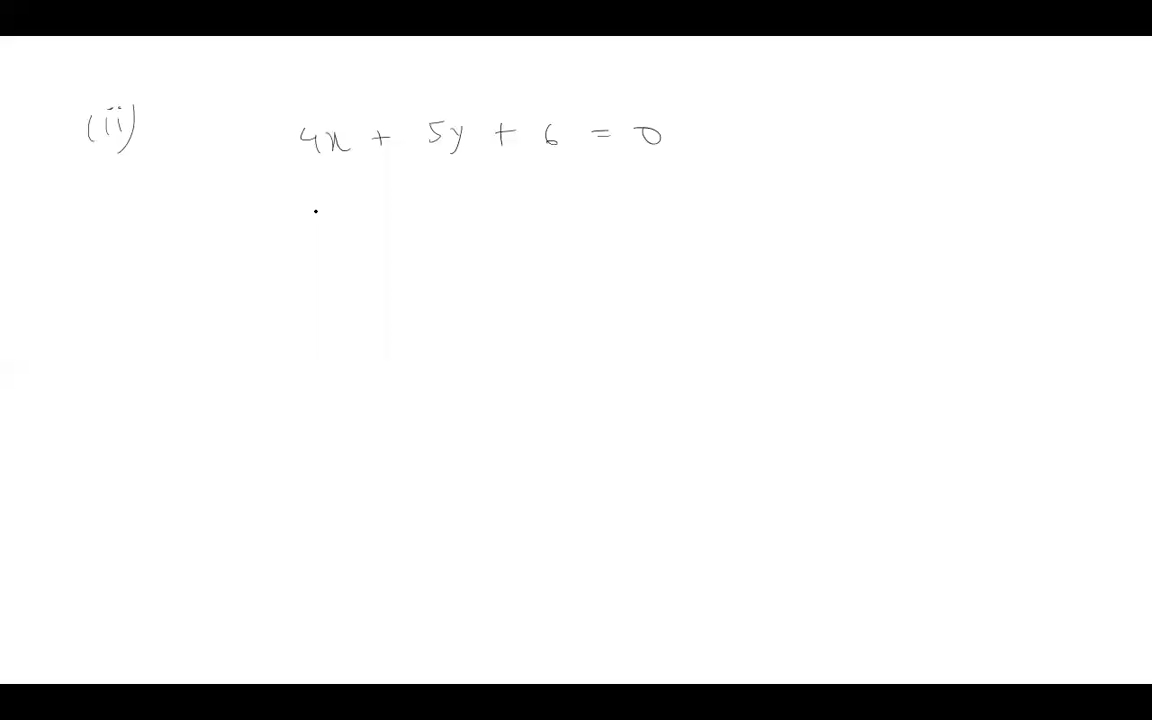 (ii) 4x + 5y + 6 = 0